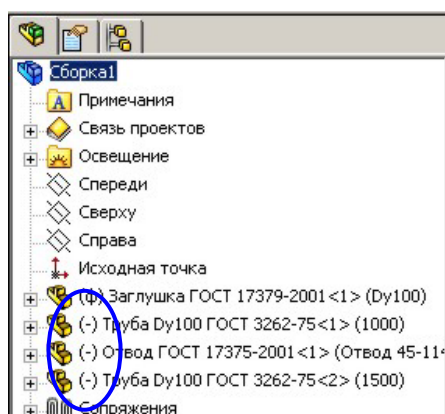 Сборка1
Примечания
Связь проектов
Освещение
Спереди
Сверху
Справа
Исходная точка
(ф) Заглушка ГОСТ 17379-2001<1> (Dy100)
(-) Труба Dy100 ГОСТ 3262-75<1> (1000)
(-) Отвод ГОСТ 17375-2001<1> (Отвод 45-114
(-) Труба Dy100 ГОСТ 3262-75<2> (1500)
Сопряжения